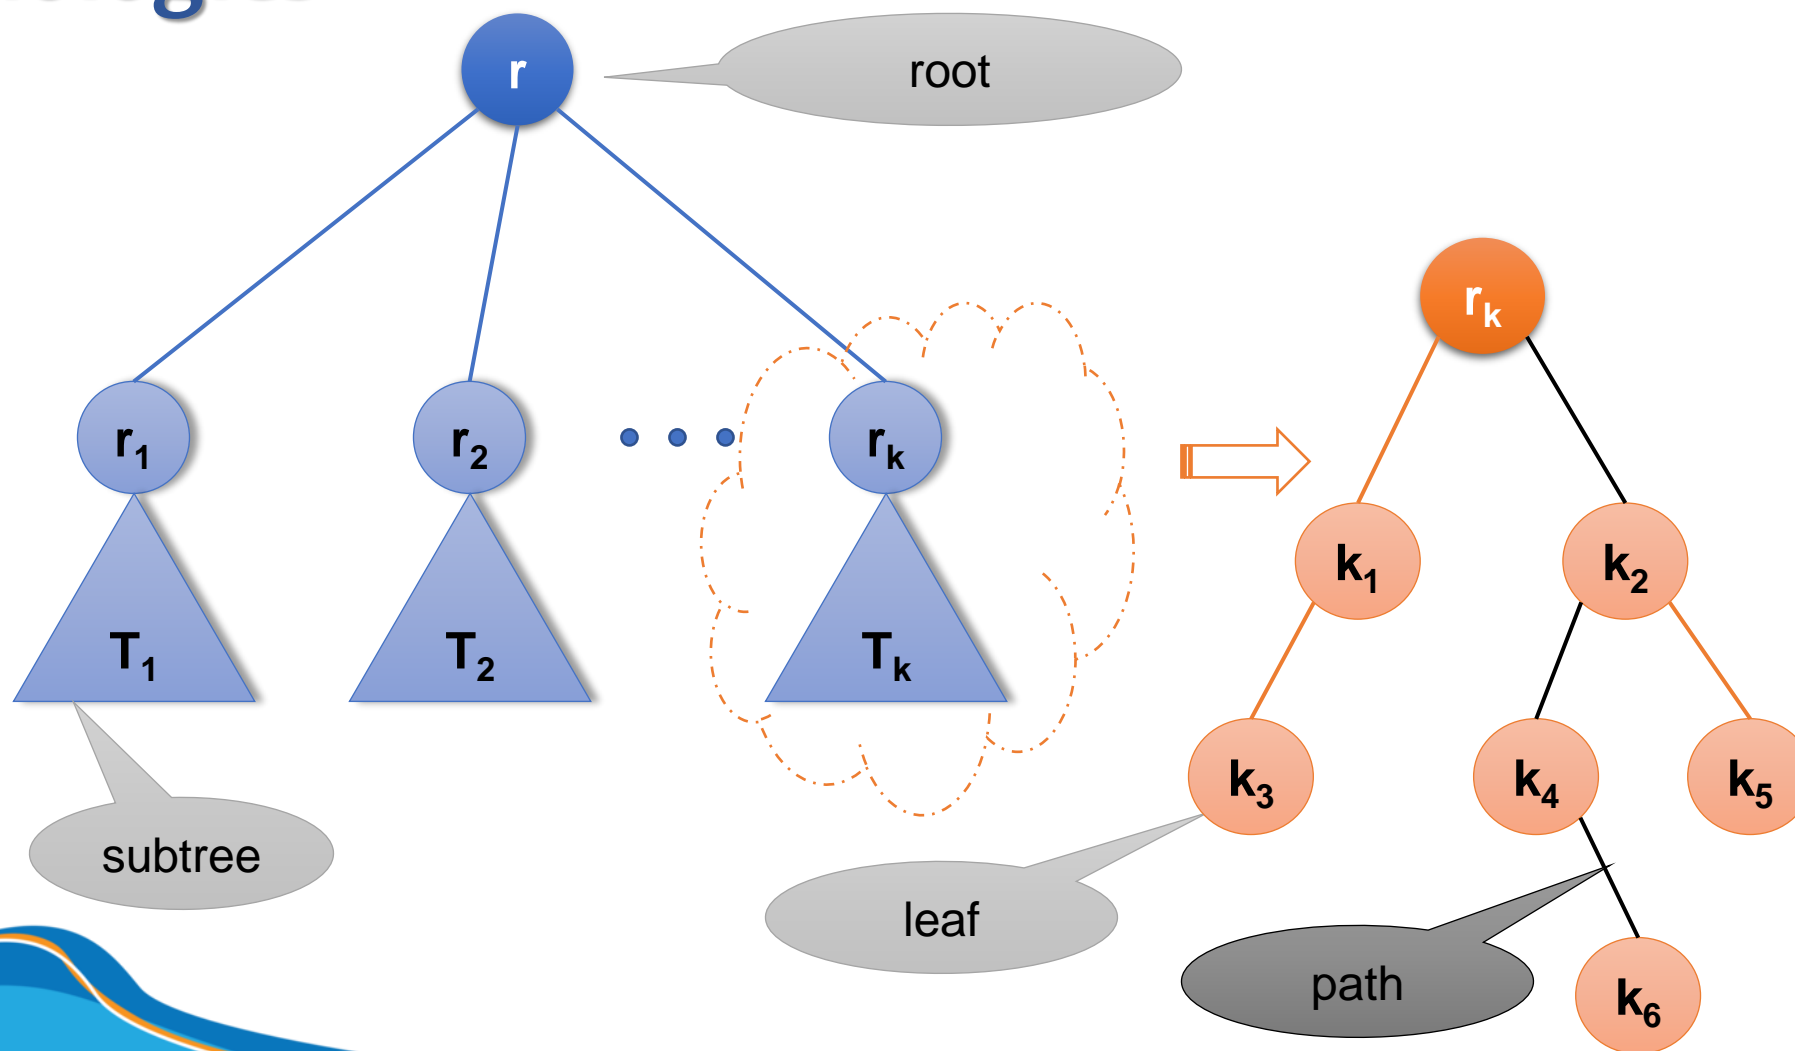 r
root
r₁
r₂
rₖ
T₁
T₂
Tₖ
subtree
rₖ
k₁
k₂
k₃
k₄
k₅
leaf
path
k₆